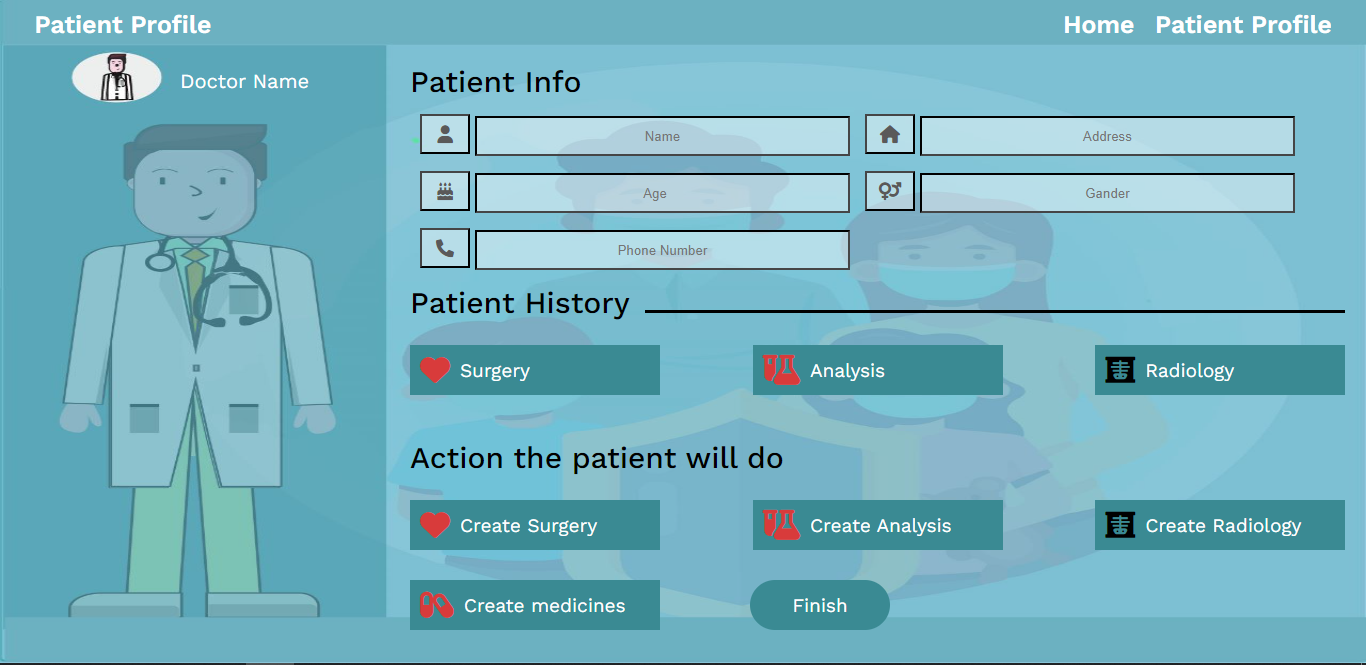 Patient Profile
Home Patient Profile
Doctor Name
Patient Info
Name
Address
Age
Gander
Phone Number
Patient History
Surgery
Analysis
Radiology
Action the patient will do
Create Surgery
Create Analysis
Create Radiology
Create medicines
Finish